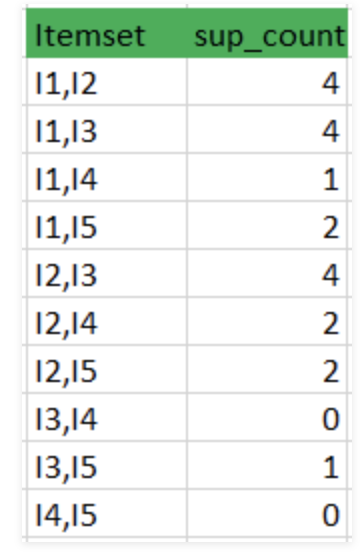 Itemset sup_count
I1,I2 4
I1,I3 4
I1,I4 1
I1,I5 2
I2,I3 4
I2,I4 2
I2,I5 2
I3,I4 0
I3,I5 1
I4,I5 0